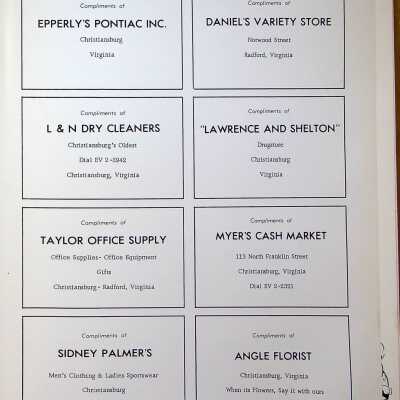 Compliments of
EPPERLY'S PONTIAC INC.
Christiansburg
Virginia
Compliments of
DANIEL'S VARIETY STORE
Norwood Street
Radford, Virginia
Compliments of
L & N DRY CLEANERS
Christiansburg's Oldest
Dial EV 2-2942
Christiansburg, Virginia
Compliments of
"LAWRENCE AND SHELTON"
Drugstore
Christiansburg
Virginia
Compliments of
TAYLOR OFFICE SUPPLY
Office Supplies- Office Equipment
Gifts
Christiansburg- Radford, Virginia
Compliments of
MYER'S CASH MARKET
113 North Franklin Street
Christiansburg, Virginia
Dial EV 2-2321
Compliments of
SIDNEY PALMER'S
Men's Clothing & Ladies Sportswear
Christiansburg
Compliments of
ANGLE FLORIST
Christiansburg, Virginia
When its Flowers, Say it with ours